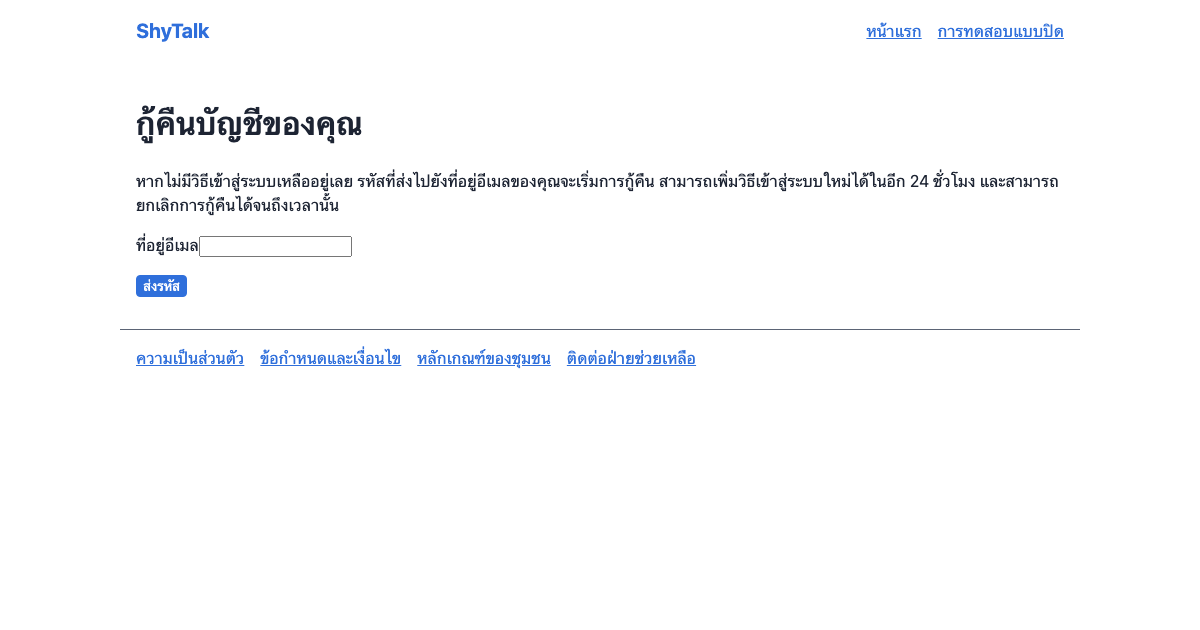 ShyTalk
หน้าแรก การทดสอบแบบปิด
กู้คืนบัญชีของคุณ
หากไม่มีวิธีเข้าสู่ระบบเหลืออยู่เลย รหัสที่ส่งไปยังที่อยู่อีเมลของคุณจะเริ่มการกู้คืน สามารถเพิ่มวิธีเข้าสู่ระบบใหม่ได้ในอีก 24 ชั่วโมง และสามารถ
ยกเลิกการกู้คืนได้จนถึงเวลานั้น
ที่อยู่อีเมล
ส่งรหัส
ความเป็นส่วนตัว ข้อกำหนดและเงื่อนไข หลักเกณฑ์ของชุมชน ติดต่อฝ่ายช่วยเหลือ